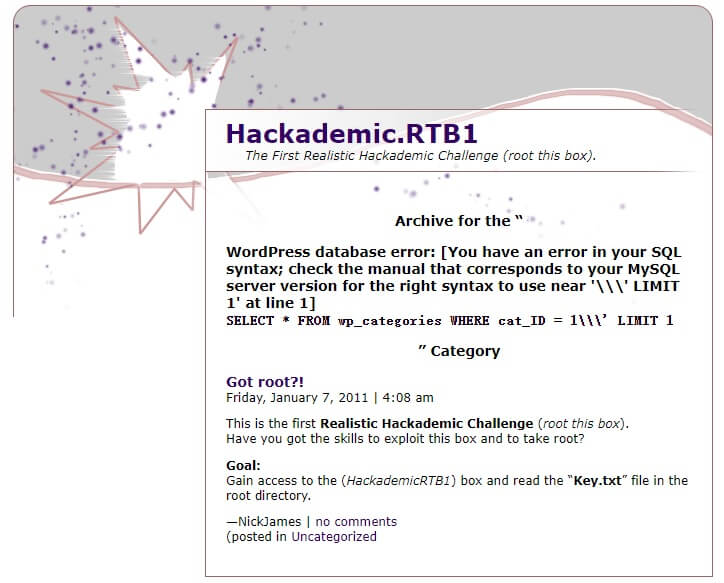 Hackademic.RTB1
The First Realistic Hackademic Challenge (root this box).
Archive for the “
WordPress database error: [You have an error in your SQL
syntax; check the manual that corresponds to your MySQL
server version for the right syntax to use near '\\\' LIMIT
1' at line 1]
SELECT * FROM wp_categories WHERE cat_ID = 1\\\’ LIMIT 1
” Category
Got root?!
Friday, January 7, 2011 | 4:08 am
This is the first Realistic Hackademic Challenge (root this box).
Have you got the skills to exploit this box and to take root?
Goal:
Gain access to the (HackademicRTB1) box and read the “Key.txt” file in the
root directory.
—NickJames | no comments
(posted in Uncategorized